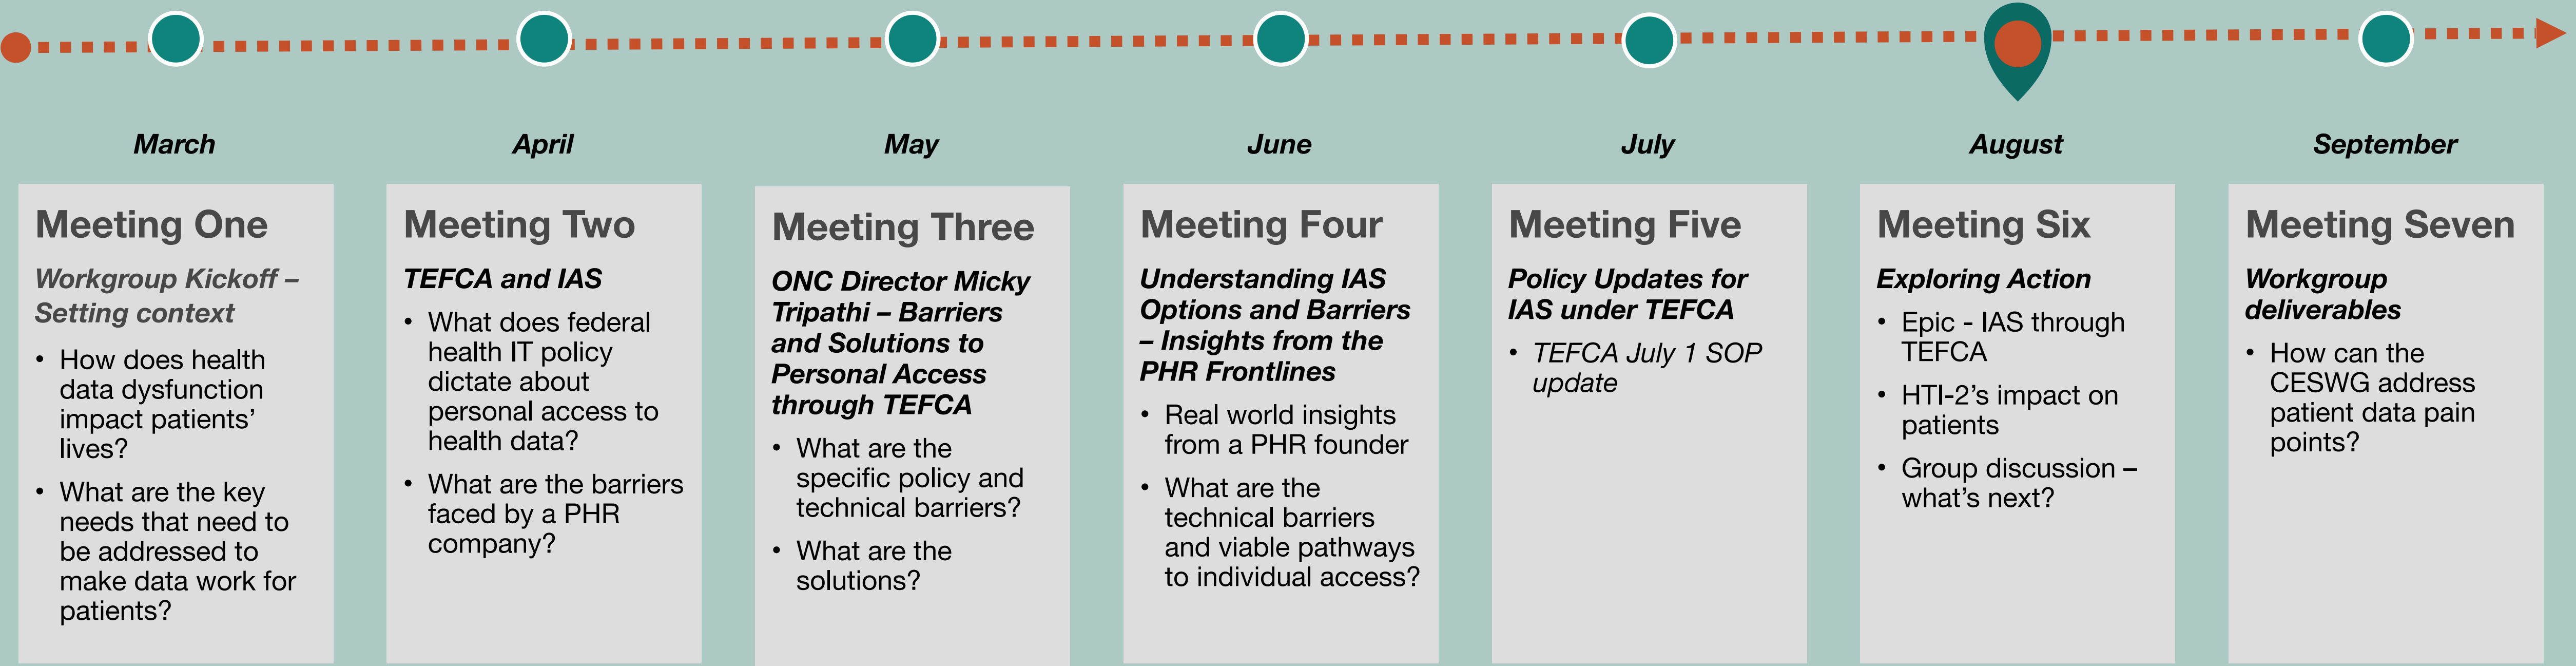 March
Meeting One
Workgroup Kickoff –
Setting context
• How does health
data dysfunction
impact patients’
lives?
• What are the key
needs that need to
be addressed to
make data work for
patients?
April
Meeting Two
TEFCA and IAS
• What does federal
health IT policy
dictate about
personal access to
health data?
• What are the barriers
faced by a PHR
company?
May
Meeting Three
ONC Director Micky
Tripathi – Barriers
and Solutions to
Personal Access
through TEFCA
• What are the
specific policy and
technical barriers?
• What are the
solutions?
June
Meeting Four
Understanding IAS
Options and Barriers
– Insights from the
PHR Frontlines
• Real world insights
from a PHR founder
• What are the
technical barriers
and viable pathways
to individual access?
July
Meeting Five
Policy Updates for
IAS under TEFCA
• TEFCA July 1 SOP
update
August
Meeting Six
Exploring Action
• Epic - IAS through
TEFCA
• HTI-2’s impact on
patients
• Group discussion –
what’s next?
September
Meeting Seven
Workgroup
deliverables
• How can the
CESWG address
patient data pain
points?